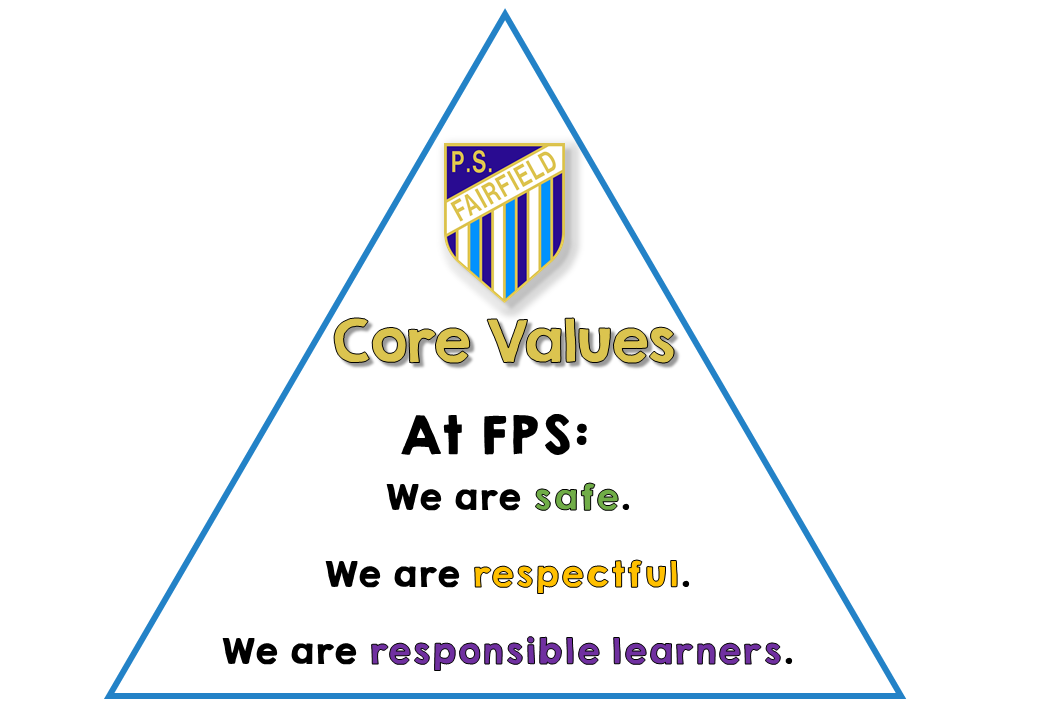 P.S.
FAIRFIELD
Core Values
At FPS:
We are safe.
We are respectful.
We are responsible learners.